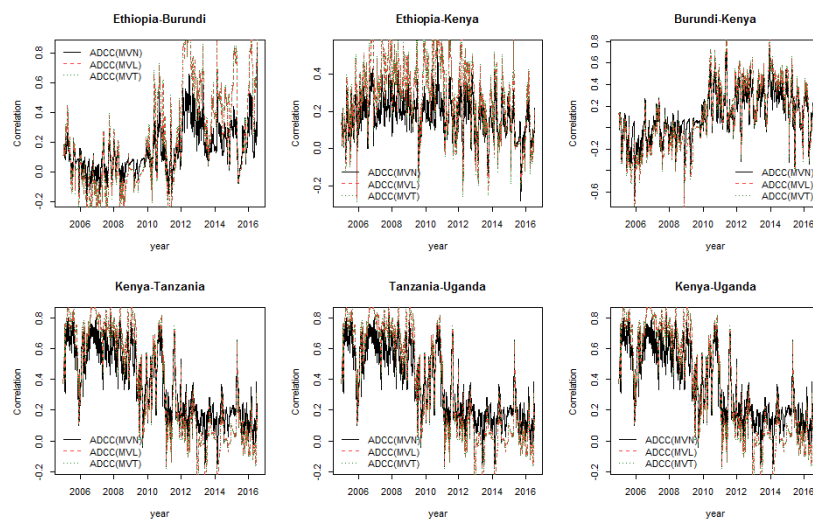 Ethiopia-Burundi
Correlation
0.8
0.6
0.4
0.2
0.0
-0.2
ADCC(MVN)
ADCC(MVL)
ADCC(MVT)
2006 2008 2010 2012 2014 2016
year
Ethiopia-Kenya
Correlation
0.4
0.2
0.0
-0.2
ADCC(MVN)
ADCC(MVL)
ADCC(MVT)
2006 2008 2010 2012 2014 2016
year
Burundi-Kenya
Correlation
0.8
0.6
0.2
-0.2
-0.6
ADCC(MVN)
ADCC(MVL)
ADCC(MVT)
2006 2008 2010 2012 2014 2016
year
Kenya-Tanzania
Correlation
0.8
0.6
0.4
0.2
0.0
-0.2
ADCC(MVN)
ADCC(MVL)
ADCC(MVT)
2006 2008 2010 2012 2014 2016
year
Tanzania-Uganda
Correlation
0.8
0.6
0.4
0.2
0.0
-0.2
ADCC(MVN)
ADCC(MVL)
ADCC(MVT)
2006 2008 2010 2012 2014 2016
year
Kenya-Uganda
Correlation
0.8
0.6
0.4
0.2
0.0
-0.2
ADCC(MVN)
ADCC(MVL)
ADCC(MVT)
2006 2008 2010 2012 2014 2016
year